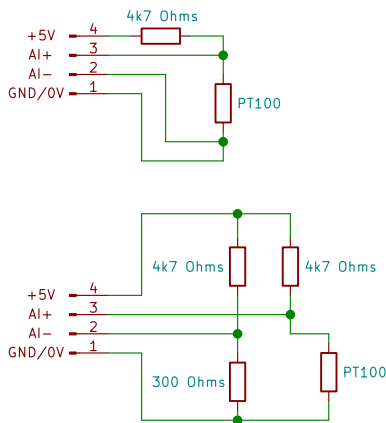 4k7 Ohms
+5V 4
AI+ 3
AI- 2
GND/0V 1
PT100
4k7 Ohms 4k7 Ohms
+5V 4
AI+ 3
AI- 2
GND/0V 1
PT100
300 Ohms